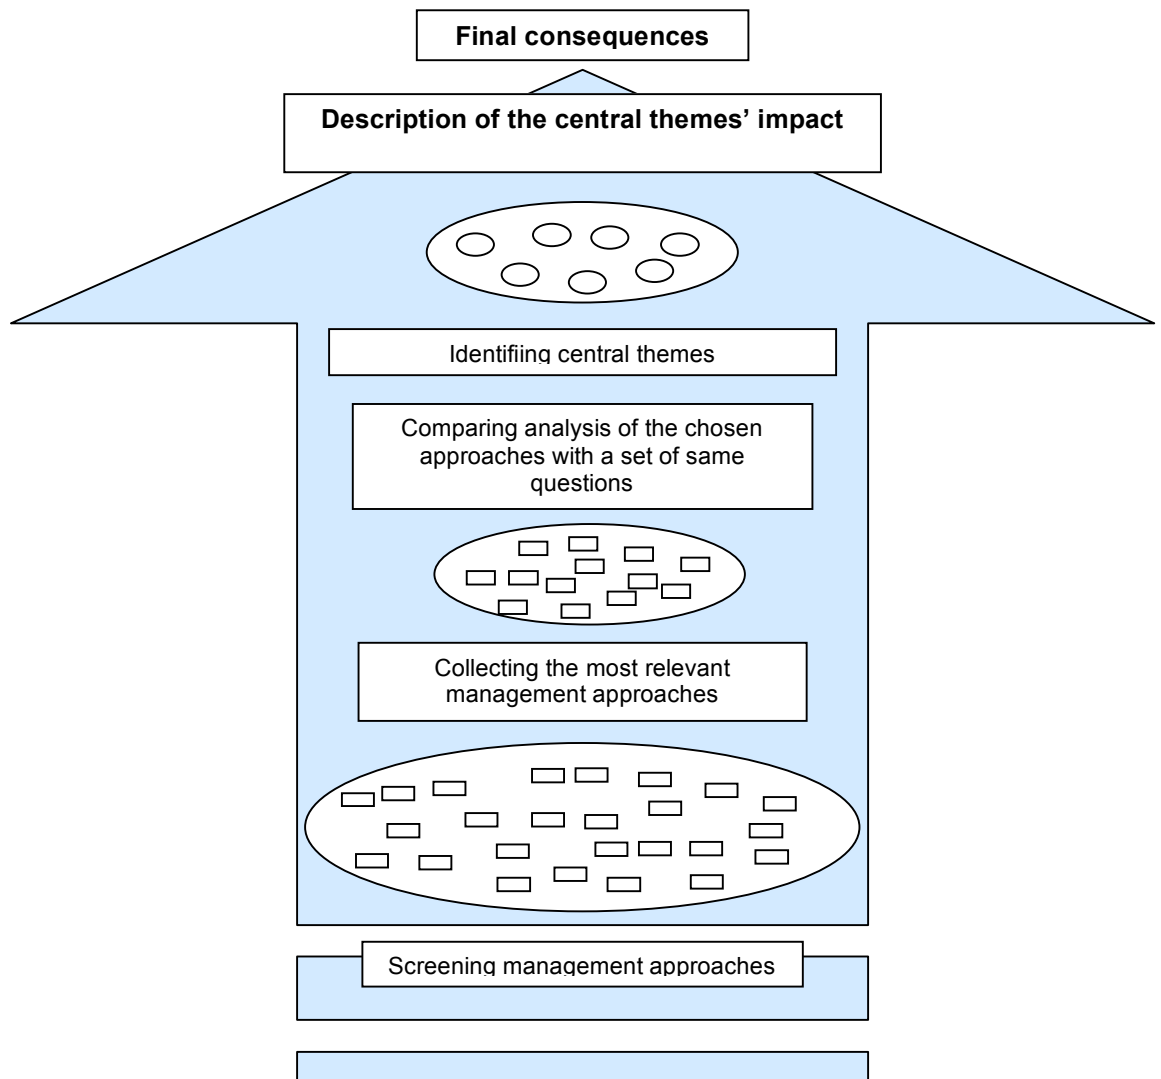 Final consequences
Description of the central themes’ impact
Identifiing central themes
Comparing analysis of the chosen
approaches with a set of same
questions
Collecting the most relevant
management approaches
Screening management approaches